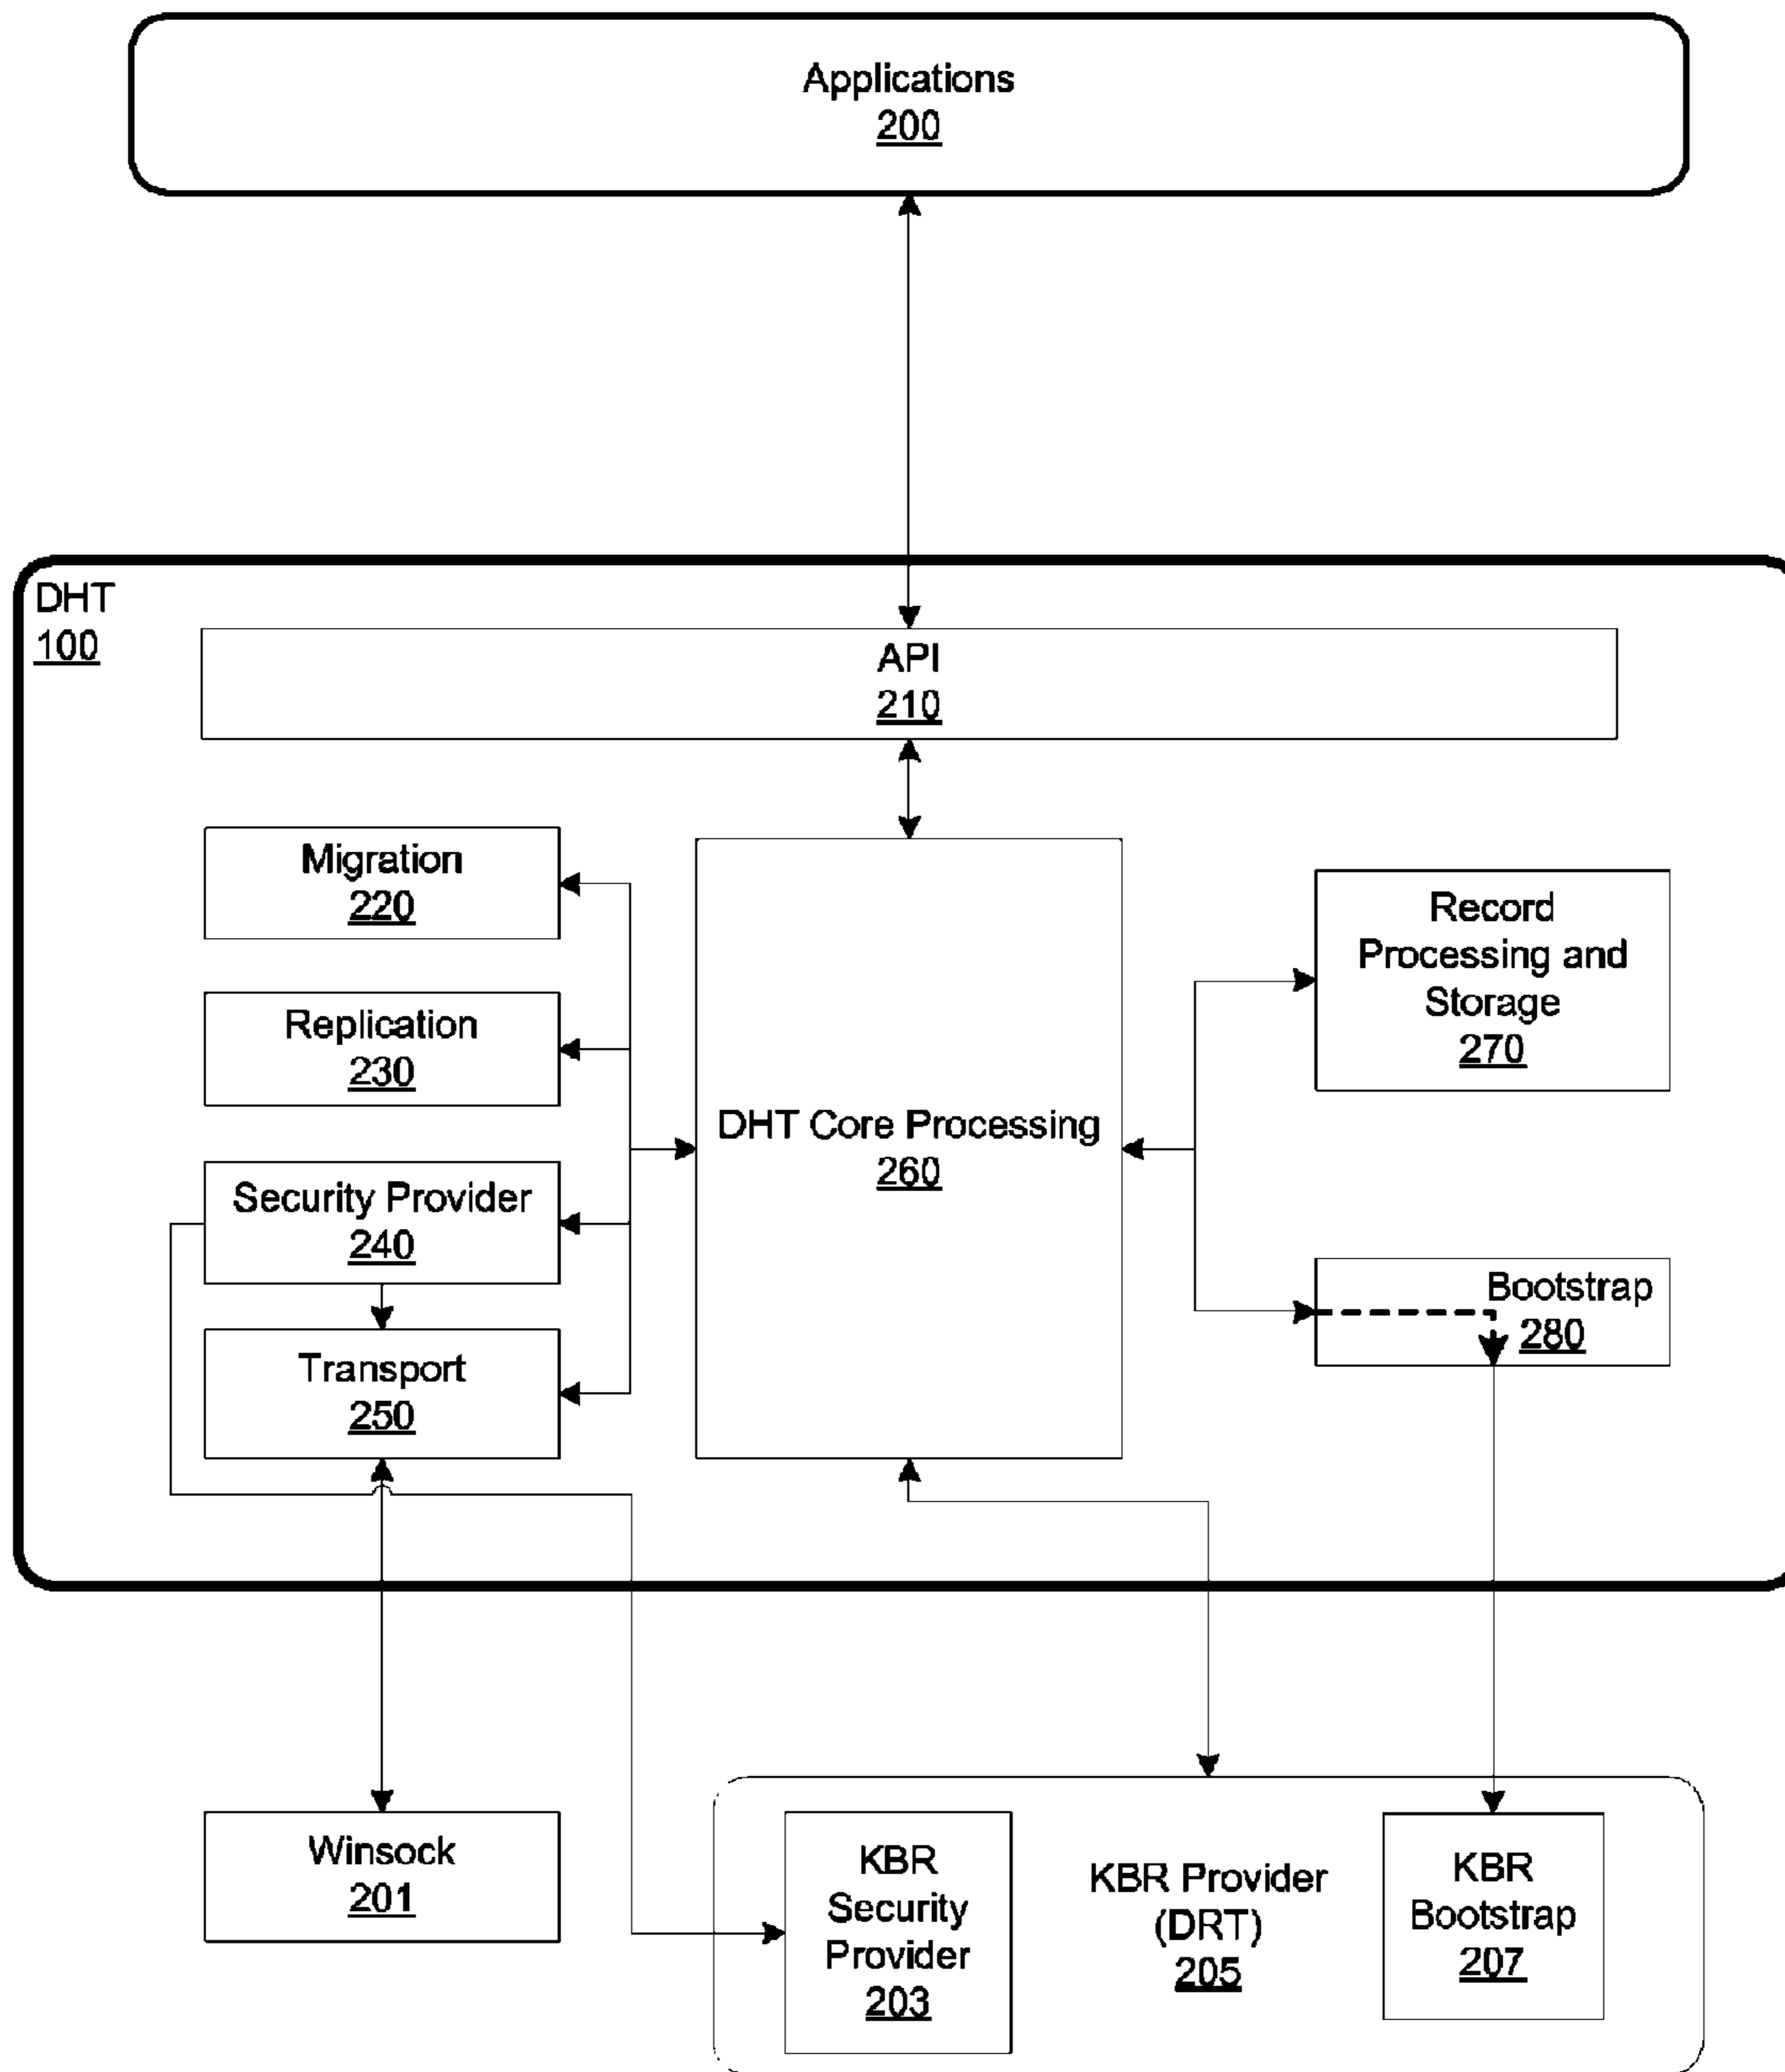 Applications
200
DHT
100
API
210
Migration
220
Replication
230
Security Provider
240
Transport
250
DHT Core Processing
260
Record
Processing and
Storage
270
Bootstrap
280
Winsock
201
KBR
Security
Provider
203
KBR Provider
(DRT)
205
KBR
Bootstrap
207